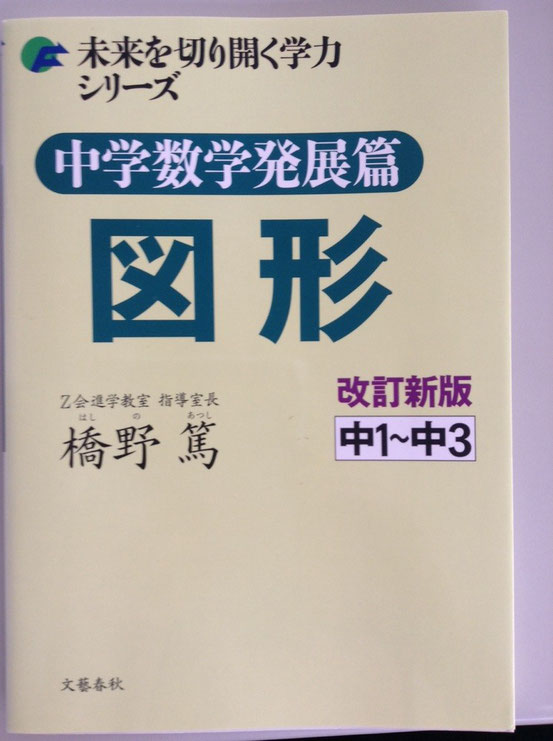 未来を切り開く学力
シリーズ
中学数学発展篇
図形
改訂新版
中1~中3
Z会進学教室 指導室長
はし の あつし
橋野 篤
文藝春秋